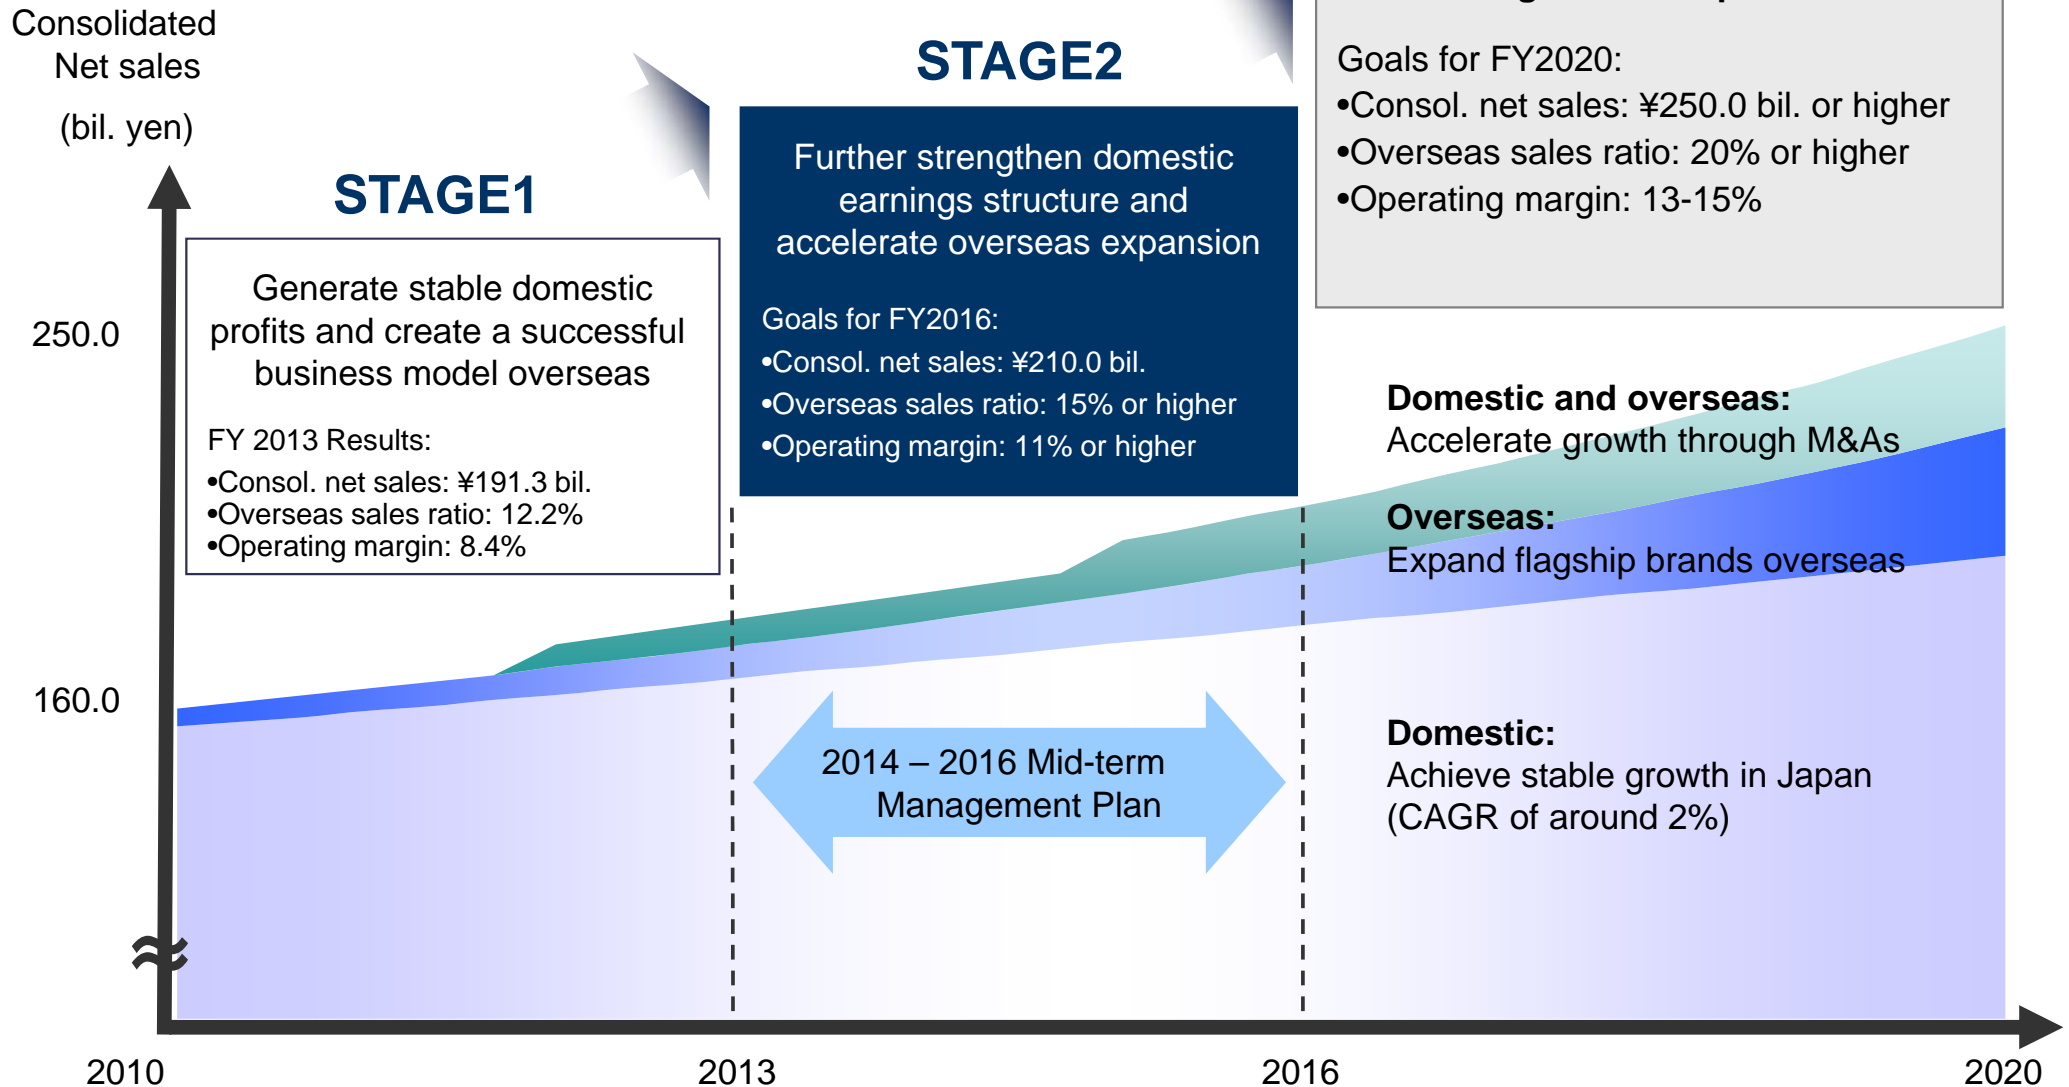 Consolidated
Net sales
(bil. yen)
250.0
160.0
STAGE1
Generate stable domestic
profits and create a successful
business model overseas
FY 2013 Results:
•Consol. net sales: ¥191.3 bil.
•Overseas sales ratio: 12.2%
•Operating margin: 8.4%
STAGE2
Further strengthen domestic
earnings structure and
accelerate overseas expansion
Goals for FY2016:
•Consol. net sales: ¥210.0 bil.
•Overseas sales ratio: 15% or higher
•Operating margin: 11% or higher
Goals for FY2020:
•Consol. net sales: ¥250.0 bil. or higher
•Overseas sales ratio: 20% or higher
•Operating margin: 13-15%
Domestic and overseas:
Accelerate growth through M&As
Overseas:
Expand flagship brands overseas
Domestic:
Achieve stable growth in Japan
(CAGR of around 2%)
2014 – 2016 Mid-term
Management Plan
2010
2013
2016
2020